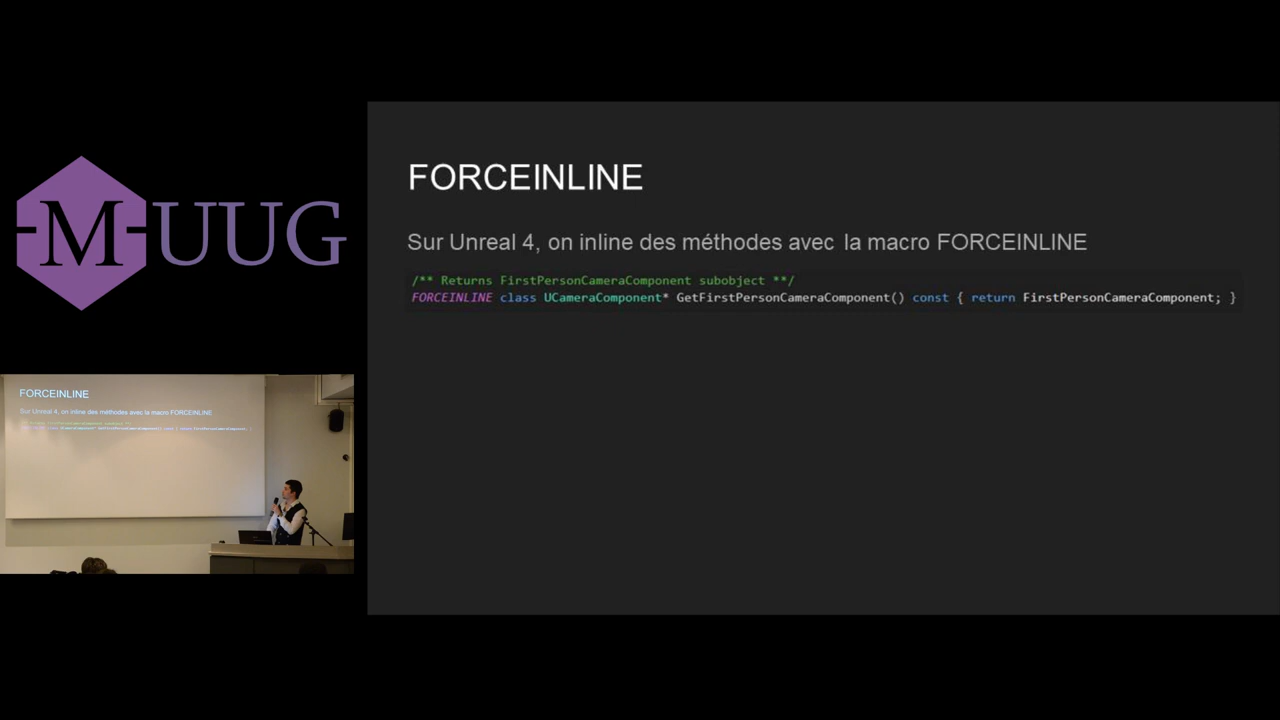 MUUG
FORCEINLINE
Sur Unreal 4, on inline des méthodes avec la macro FORCEINLINE
/** Returns FirstPersonCameraComponent subobject **/
FORCEINLINE class UCameraComponent* GetFirstPersonCameraComponent() const { return FirstPersonCameraComponent; }
FORCEINLINE
Sur Unreal 4, on inline des méthodes avec la macro FORCEINLINE